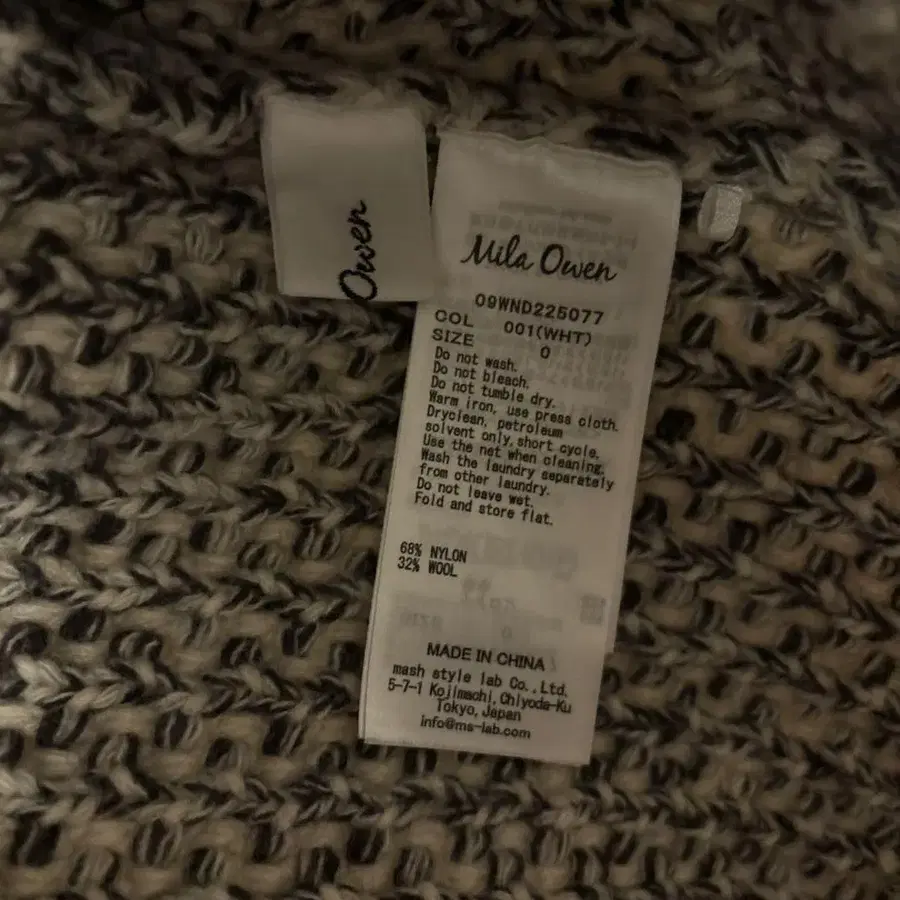 Owen
Mila Owen
09WND225077
COL 001(WHT)
SIZE 0
Do not wash.
Do not bleach.
Do not tumble dry.
Warm iron, use press cloth.
Dryclean, petroleum
solvent only, short cycle.
Use the net when cleaning.
Wash the laundry separately
from other laundry.
Do not leave wet.
Fold and store flat.
68% NYLON
32% WOOL
MADE IN CHINA
mash style lab Co., Ltd.
5-7-1 Kojimachi, Chiyoda-Ku
Tokyo, Japan
info@ms-lab.com